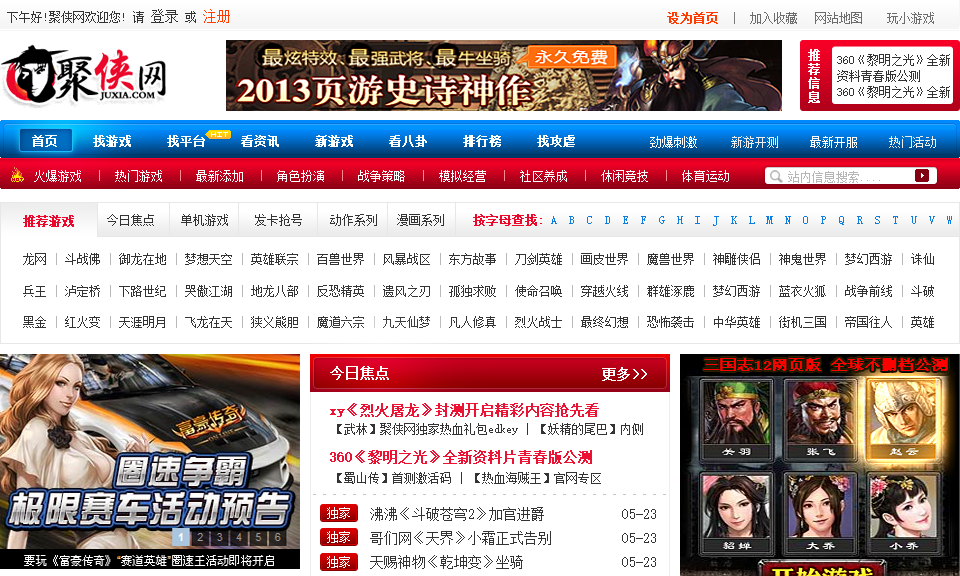 下午好!聚侠网欢迎您! 请 登录 或 注册
设为首页 | 加入收藏 网站地图 玩小游戏
聚侠网
JUXIA.COM
最炫特效、最强武将、最牛坐骑 永久免费
2013页游史诗神作
推荐信息
360《黎明之光》全新
资料青春版公测
360《黎明之光》全新
首页 找游戏 找平台 HOT 看资讯 新游戏 看八卦 排行榜 找攻虐 劲爆刺激 新游开测 最新开服 热门活动
火爆游戏 热门游戏 最新添加 角色扮演 战争策略 模拟经营 社区养成 休闲竞技 体育运动 站内信息搜索....
推荐游戏 今日焦点 单机游戏 发卡抢号 动作系列 漫画系列 按字母查找: A B C D E F G H I J K L M N O P Q R S T U V W
龙网 斗战佛 御龙在地 梦想天空 英雄联宗 百兽世界 风暴战区 东方故事 刀剑英雄 画皮世界 魔兽世界 神雕侠侣 神鬼世界 梦幻西游 诛仙
兵王 泸定桥 下路世纪 哭傲江湖 地龙八部 反恐精英 遗风之刃 孤独求败 使命召唤 穿越火线 群雄涿鹿 梦幻西游 蓝衣火狐 战争前线 斗破
黑金 红火变 天涯明月 飞龙在天 狭义熊胆 魔道六宗 九天仙梦 凡人修真 烈火战士 最终幻想 恐怖袭击 中华英雄 街机三国 帝国往人 英雄
富豪传奇
圈速争霸
极限赛车活动预告
1 2 3 4 5 6
要玩《富豪传奇》“赛道英雄”圈速王活动即将开启
今日焦点 更多>>
xy《烈火屠龙》封测开启精彩内容抢先看
【武林】聚侠网独家热血礼包edkey | 【妖精的尾巴】内侧
360《黎明之光》全新资料片青春版公测
【蜀山传】首测激活码 | 【热血海贼王】官网专区
独家 沸沸《斗破苍穹2》加官进爵 05-23
独家 哥们网《天界》小霜正式告别 05-23
独家 天赐神物《乾坤变》坐骑 05-23
三国志12网页版 全球不删档公测
关羽 张飞 赵云
貂蝉 大乔 小乔
开始游戏